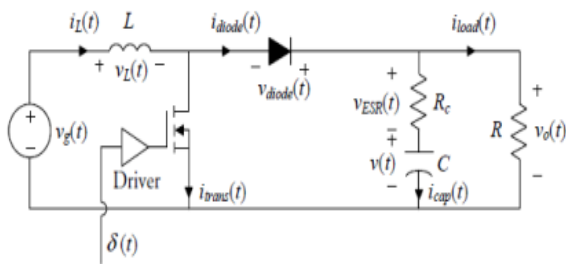 i_L(t) L i_diode(t) i_load(t)
+ v_L(t) − − + + +
v_diode(t)
v_ESR(t) R_c
+ v_g(t) −
− R v_o(t)
+
v(t) C
Driver
− −
i_trans(t) i_cap(t)
δ(t)